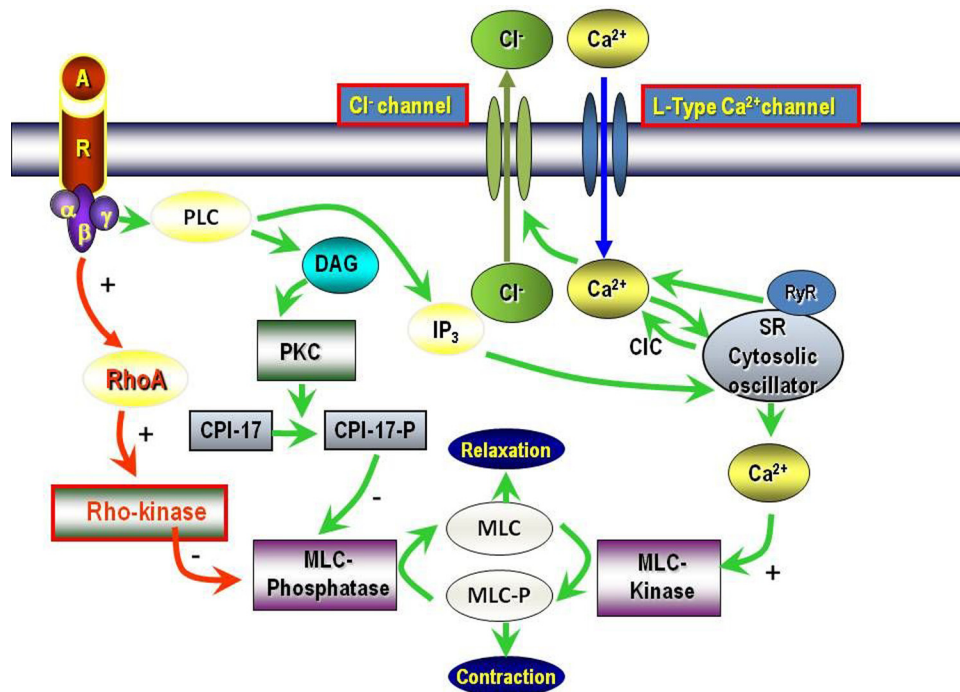 Cl⁻
Ca²⁺
A
Cl⁻ channel
L-Type Ca²⁺channel
R
α
β
γ
PLC
DAG
Cl⁻
Ca²⁺
RyR
+
IP₃
SR
Cytosolic
oscillator
CIC
PKC
RhoA
+
CPI-17
CPI-17-P
Relaxation
Ca²⁺
-
Rho-kinase
MLC
-
MLC-
Phosphatase
MLC-
Kinase
+
MLC-P
Contraction